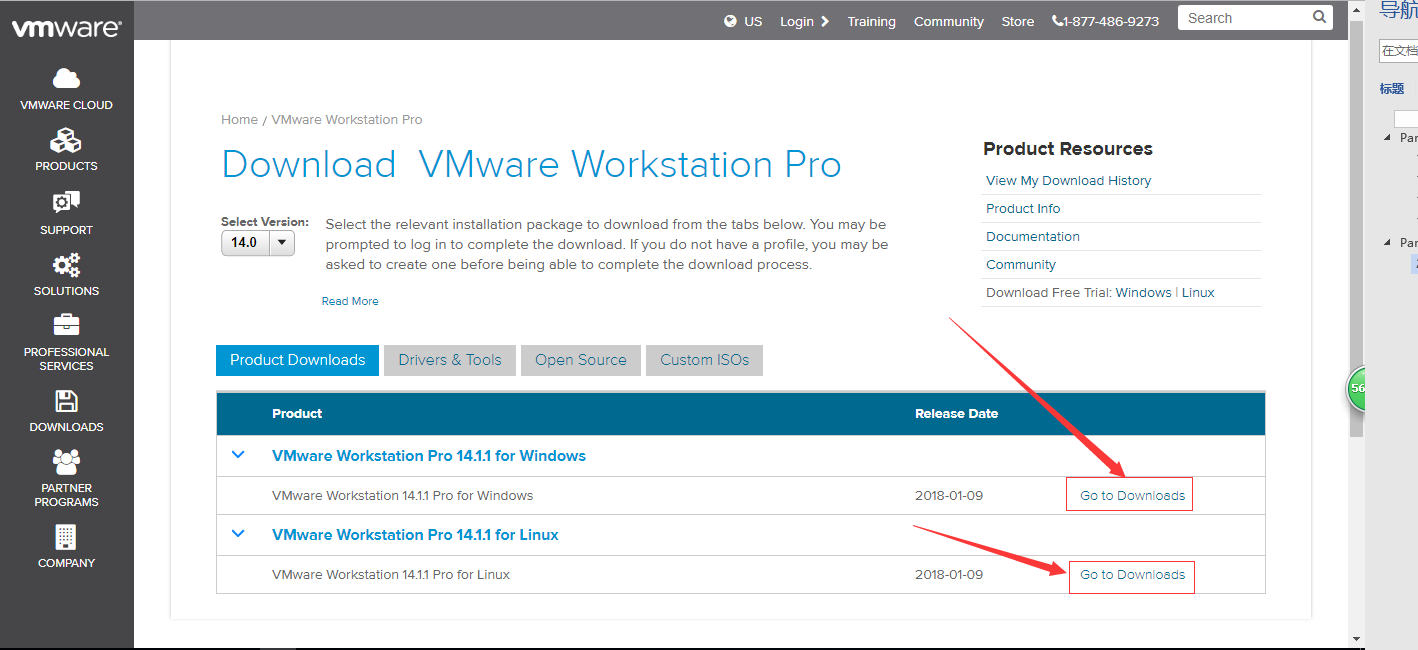 vmware®
US
Login
Training
Community
Store
1-877-486-9273
Search
VMWARE CLOUD
PRODUCTS
SUPPORT
SOLUTIONS
PROFESSIONAL
SERVICES
DOWNLOADS
PARTNER
PROGRAMS
COMPANY
Home / VMware Workstation Pro
Download VMware Workstation Pro
Select Version:
14.0
Select the relevant installation package to download from the tabs below. You may be
prompted to log in to complete the download. If you do not have a profile, you may be
asked to create one before being able to complete the download process.
Read More
Product Resources
View My Download History
Product Info
Documentation
Community
Download Free Trial: Windows | Linux
Product Downloads
Drivers & Tools
Open Source
Custom ISOs
Product Release Date
VMware Workstation Pro 14.1.1 for Windows
VMware Workstation 14.1.1 Pro for Windows 2018-01-09 Go to Downloads
VMware Workstation Pro 14.1.1 for Linux
VMware Workstation 14.1.1 Pro for Linux 2018-01-09 Go to Downloads
56
导航
在文档
标题
Par
Par